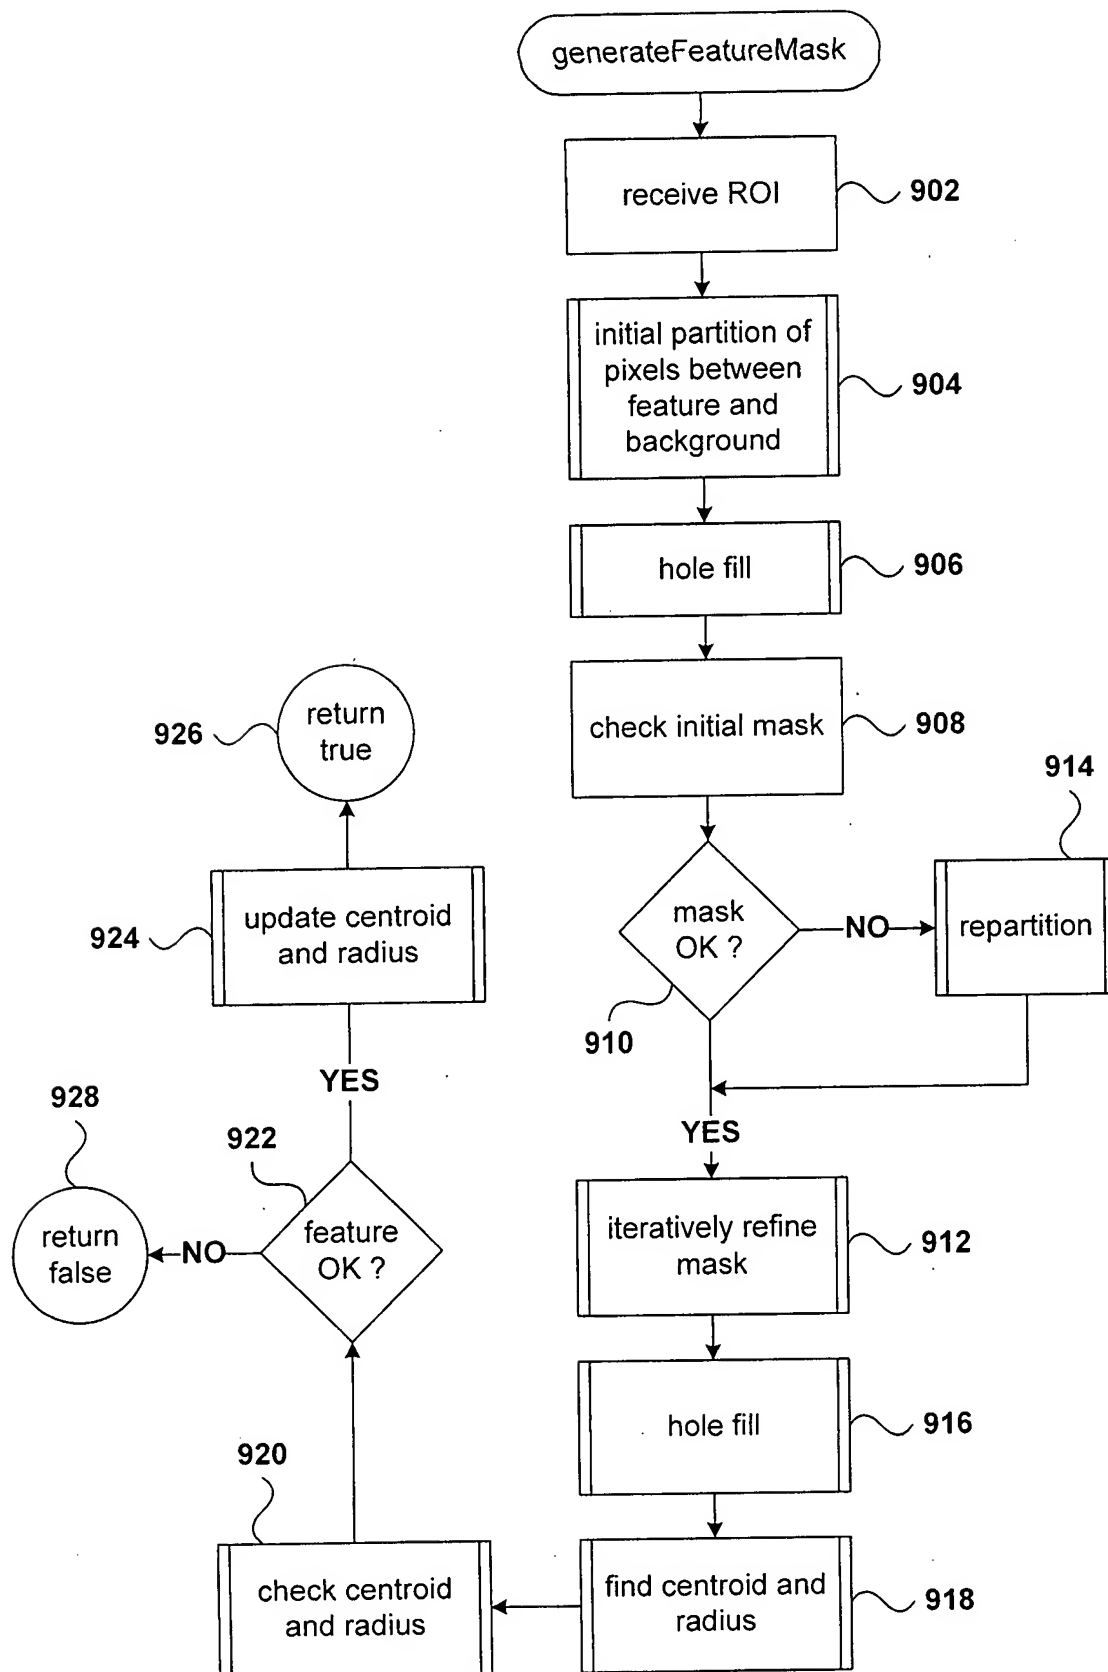 generateFeatureMask
receive ROI
902
initial partition of
pixels between
feature and
background
904
hole fill
906
check initial mask
908
mask
OK ?
910
NO
914
repartition
YES
iteratively refine
mask
912
hole fill
916
find centroid and
radius
918
920
check centroid
and radius
922
feature
OK ?
NO
928
return
false
YES
924
update centroid
and radius
926
return
true